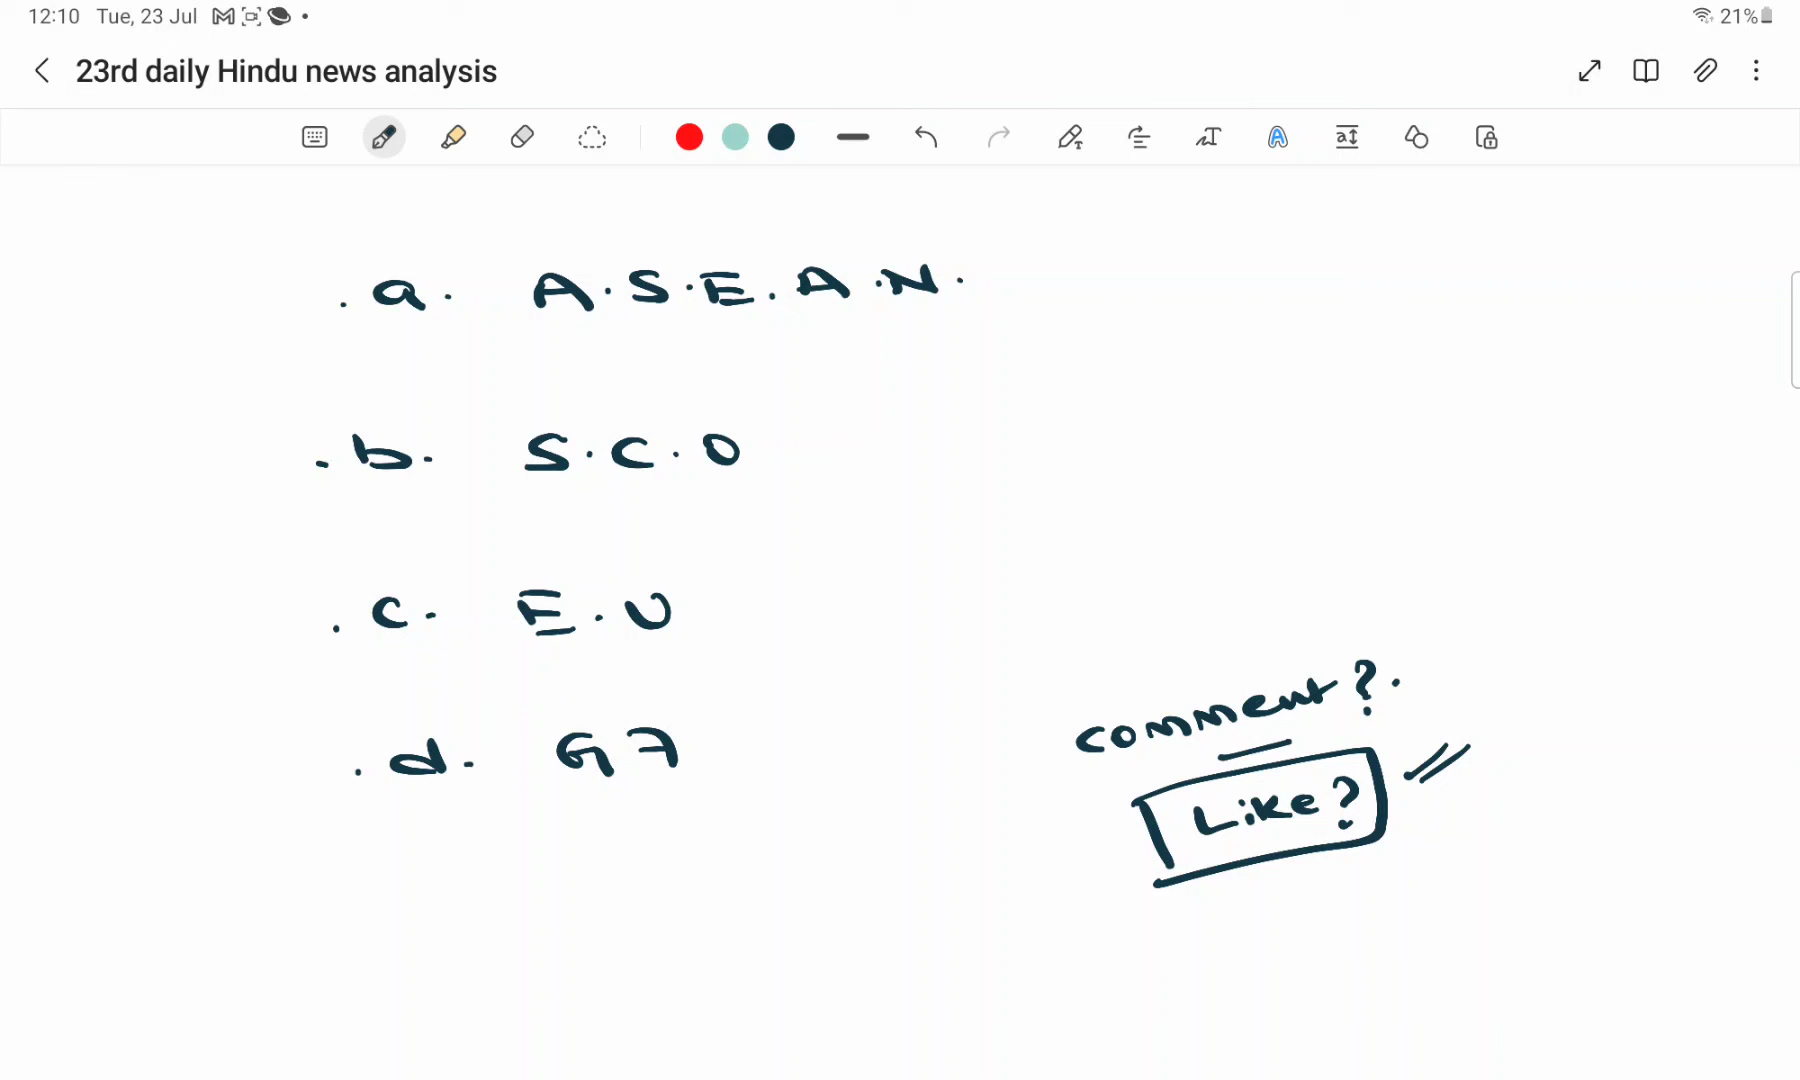 12:10 Tue, 23 Jul 21%
23rd daily Hindu news analysis
.a. A.S.E.A.N.
.b. S.C.O
.c. E.U
.d. G7
comment?.
Like?